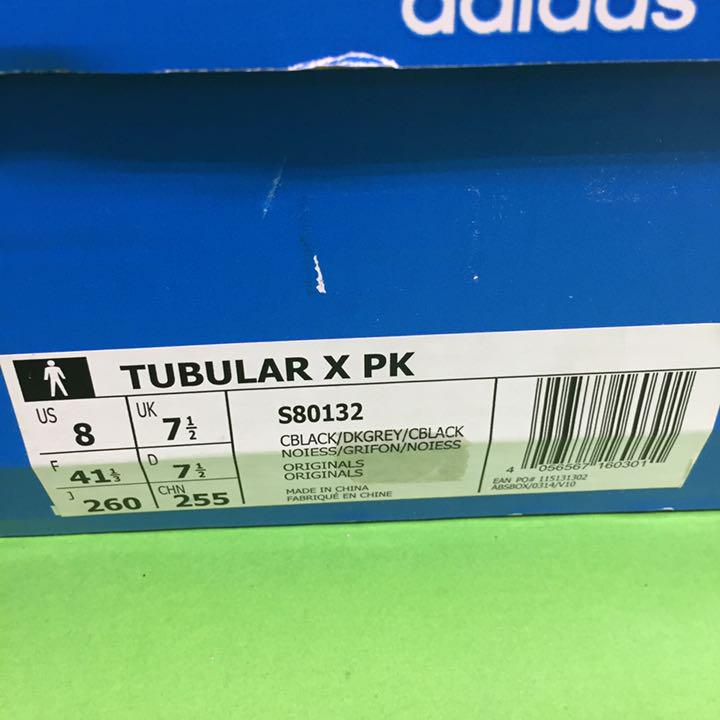 adidas
TUBULAR X PK
US 8 UK 7½
F 41⅓ D 7½
J 260 CHN 255
S80132
CBLACK/DKGREY/CBLACK
NOIESS/GRIFON/NOIESS
ORIGINALS
ORIGINALS
MADE IN CHINA
FABRIQUÉ EN CHINE
4 056567 160301
EAN PO# 115131302
ABSBOX/0314/V10